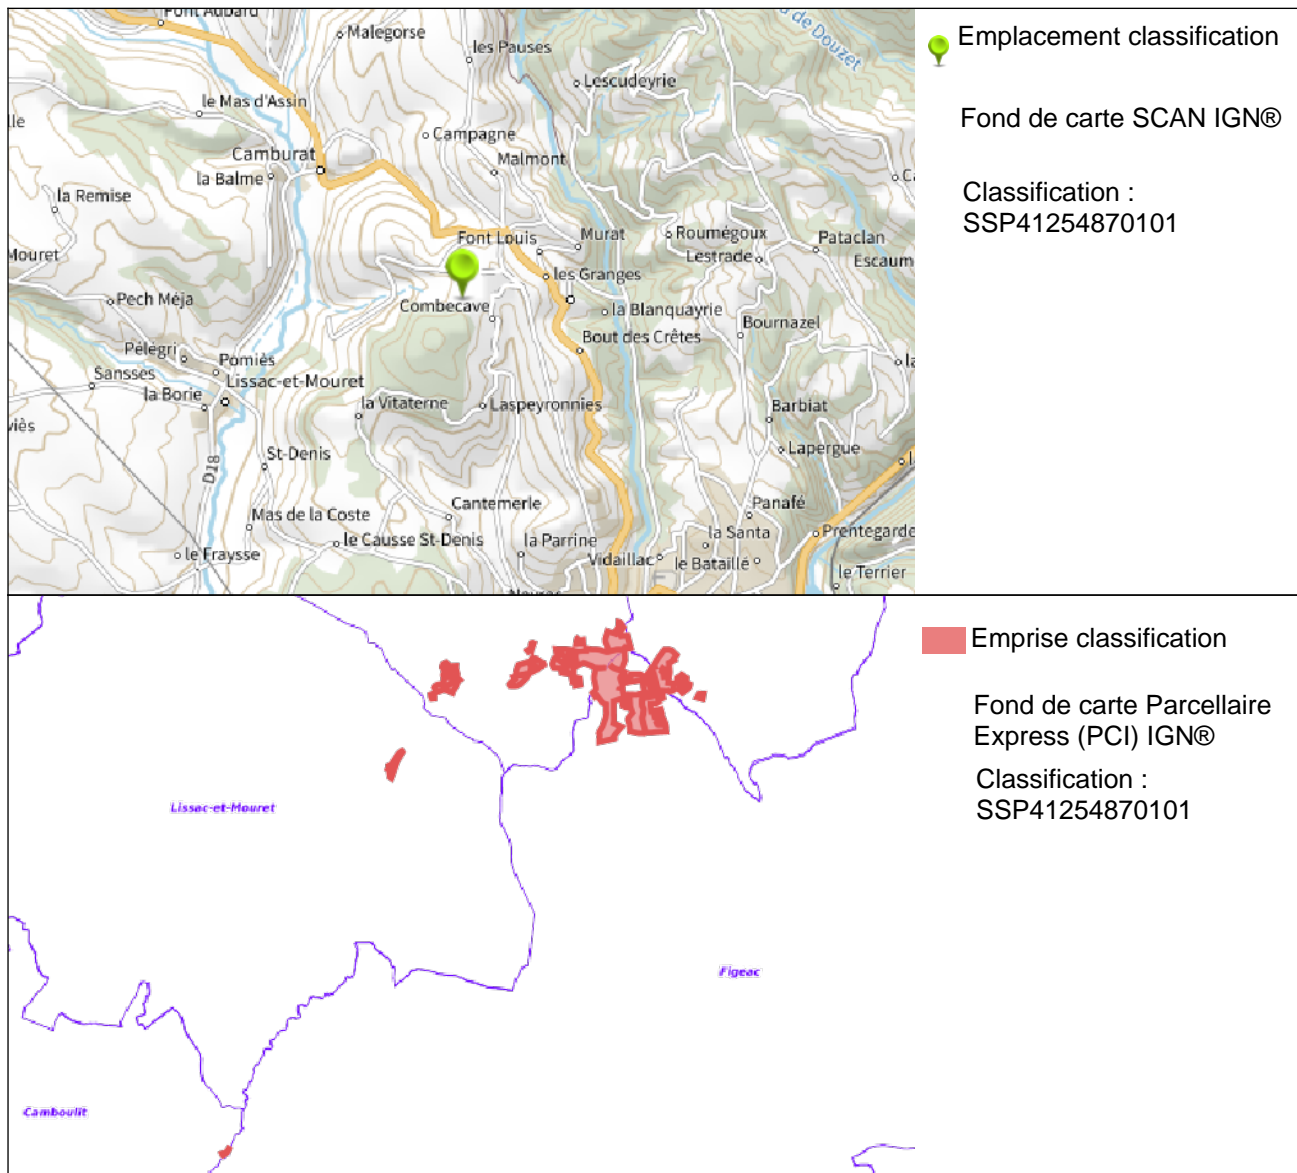 Font Aubard
Malegorse
les Pauses
de Douzet
Lescudeyrie
le Mas d'Assin
lle
Campagne
Camburat
Malmont
la Balme
la Remise
Font Louis
Murat
Roumégoux
Pataclan
Mouret
Lestrade
Escaum
les Granges
Pech Méja
Combecave
la Blanquayrie
Bournazel
Bout des Crêtes
Pélegri
Pomiès
Sansses
Lissac-et-Mouret
la Borie
la Vitaterne
Laspeyronnies
Barbiat
viès
Lapergue
St-Denis
D18
Cantemerle
Panafé
Mas de la Coste
la Santa
Prentegarde
le Causse St-Denis
la Parrine
le Fraysse
Vidaillac
le Bataillé
le Terrier
F
Emplacement classification
Fond de carte SCAN IGN®
Classification :
SSP41254870101
Lissac-et-Mouret
Figeac
Camboulit
Emprise classification
Fond de carte Parcellaire
Express (PCI) IGN®
Classification :
SSP41254870101